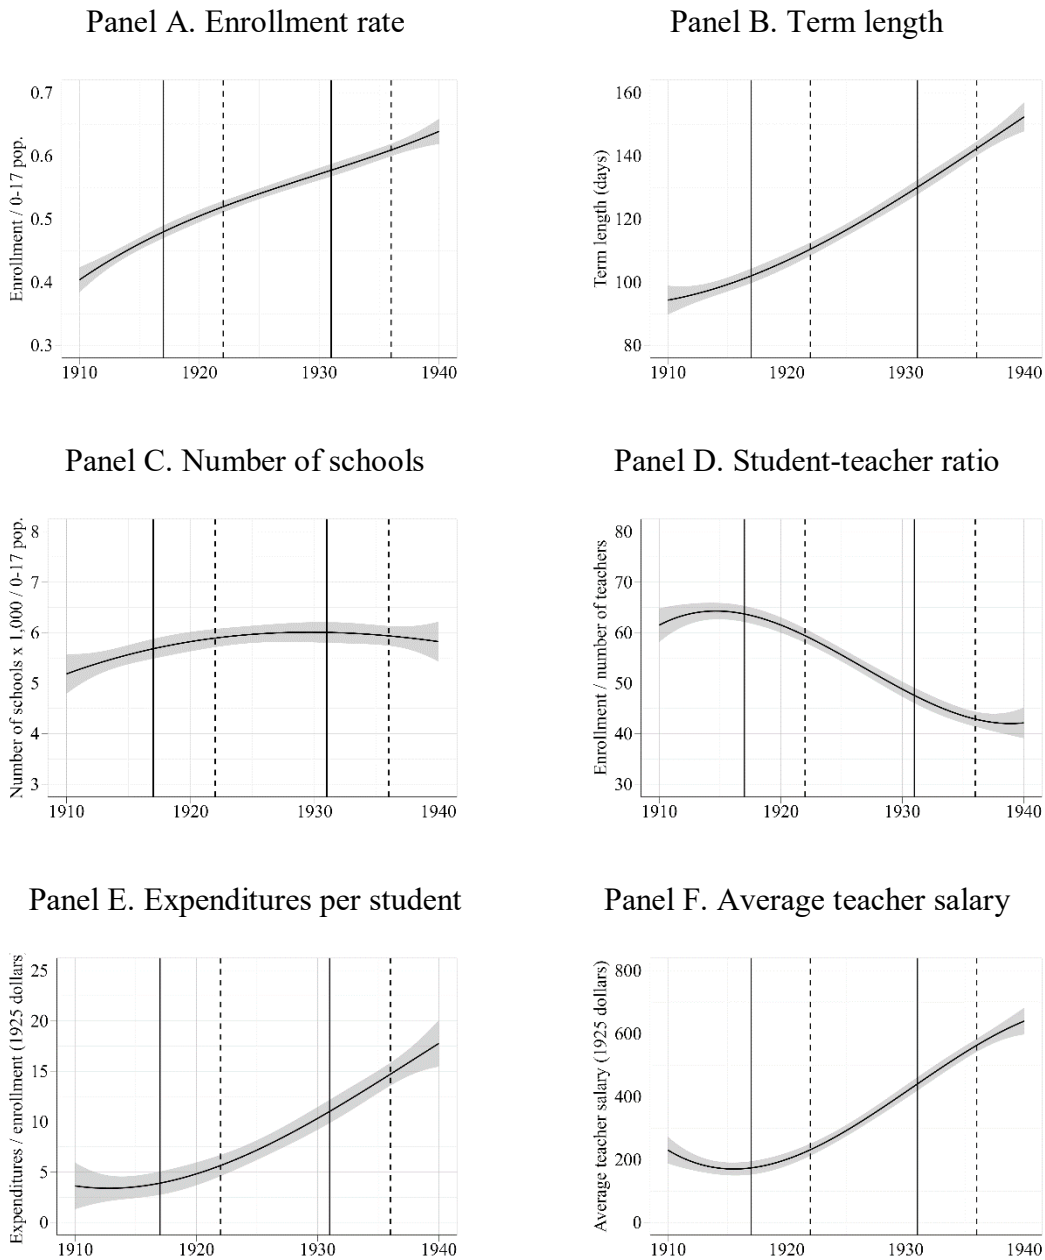 Panel A. Enrollment rate
Enrollment / 0-17 pop.
0.7
0.6
0.5
0.4
0.3
1910 1920 1930 1940
Panel B. Term length
Term length (days)
160
140
120
100
80
1910 1920 1930 1940
Panel C. Number of schools
Number of schools x 1,000 / 0-17 pop.
8
7
6
5
4
3
1910 1920 1930 1940
Panel D. Student-teacher ratio
Enrollment / number of teachers
80
70
60
50
40
30
1910 1920 1930 1940
Panel E. Expenditures per student
Expenditures / enrollment (1925 dollars
25
20
15
10
5
0
1910 1920 1930 1940
Panel F. Average teacher salary
Average teacher salary (1925 dollars)
800
600
400
200
0
1910 1920 1930 1940